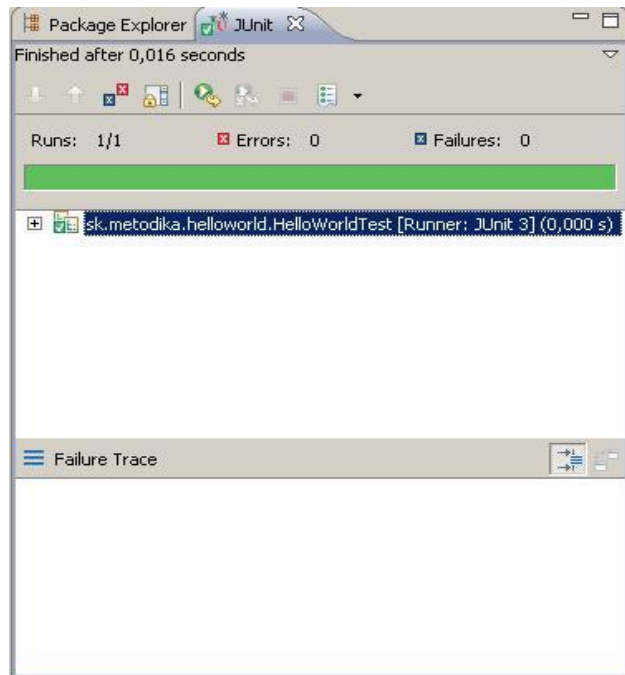 Package Explorer JUnit
Finished after 0,016 seconds
Runs: 1/1 Errors: 0 Failures: 0
sk.metodika.helloworld.HelloWorldTest [Runner: JUnit 3] (0,000 s)
Failure Trace